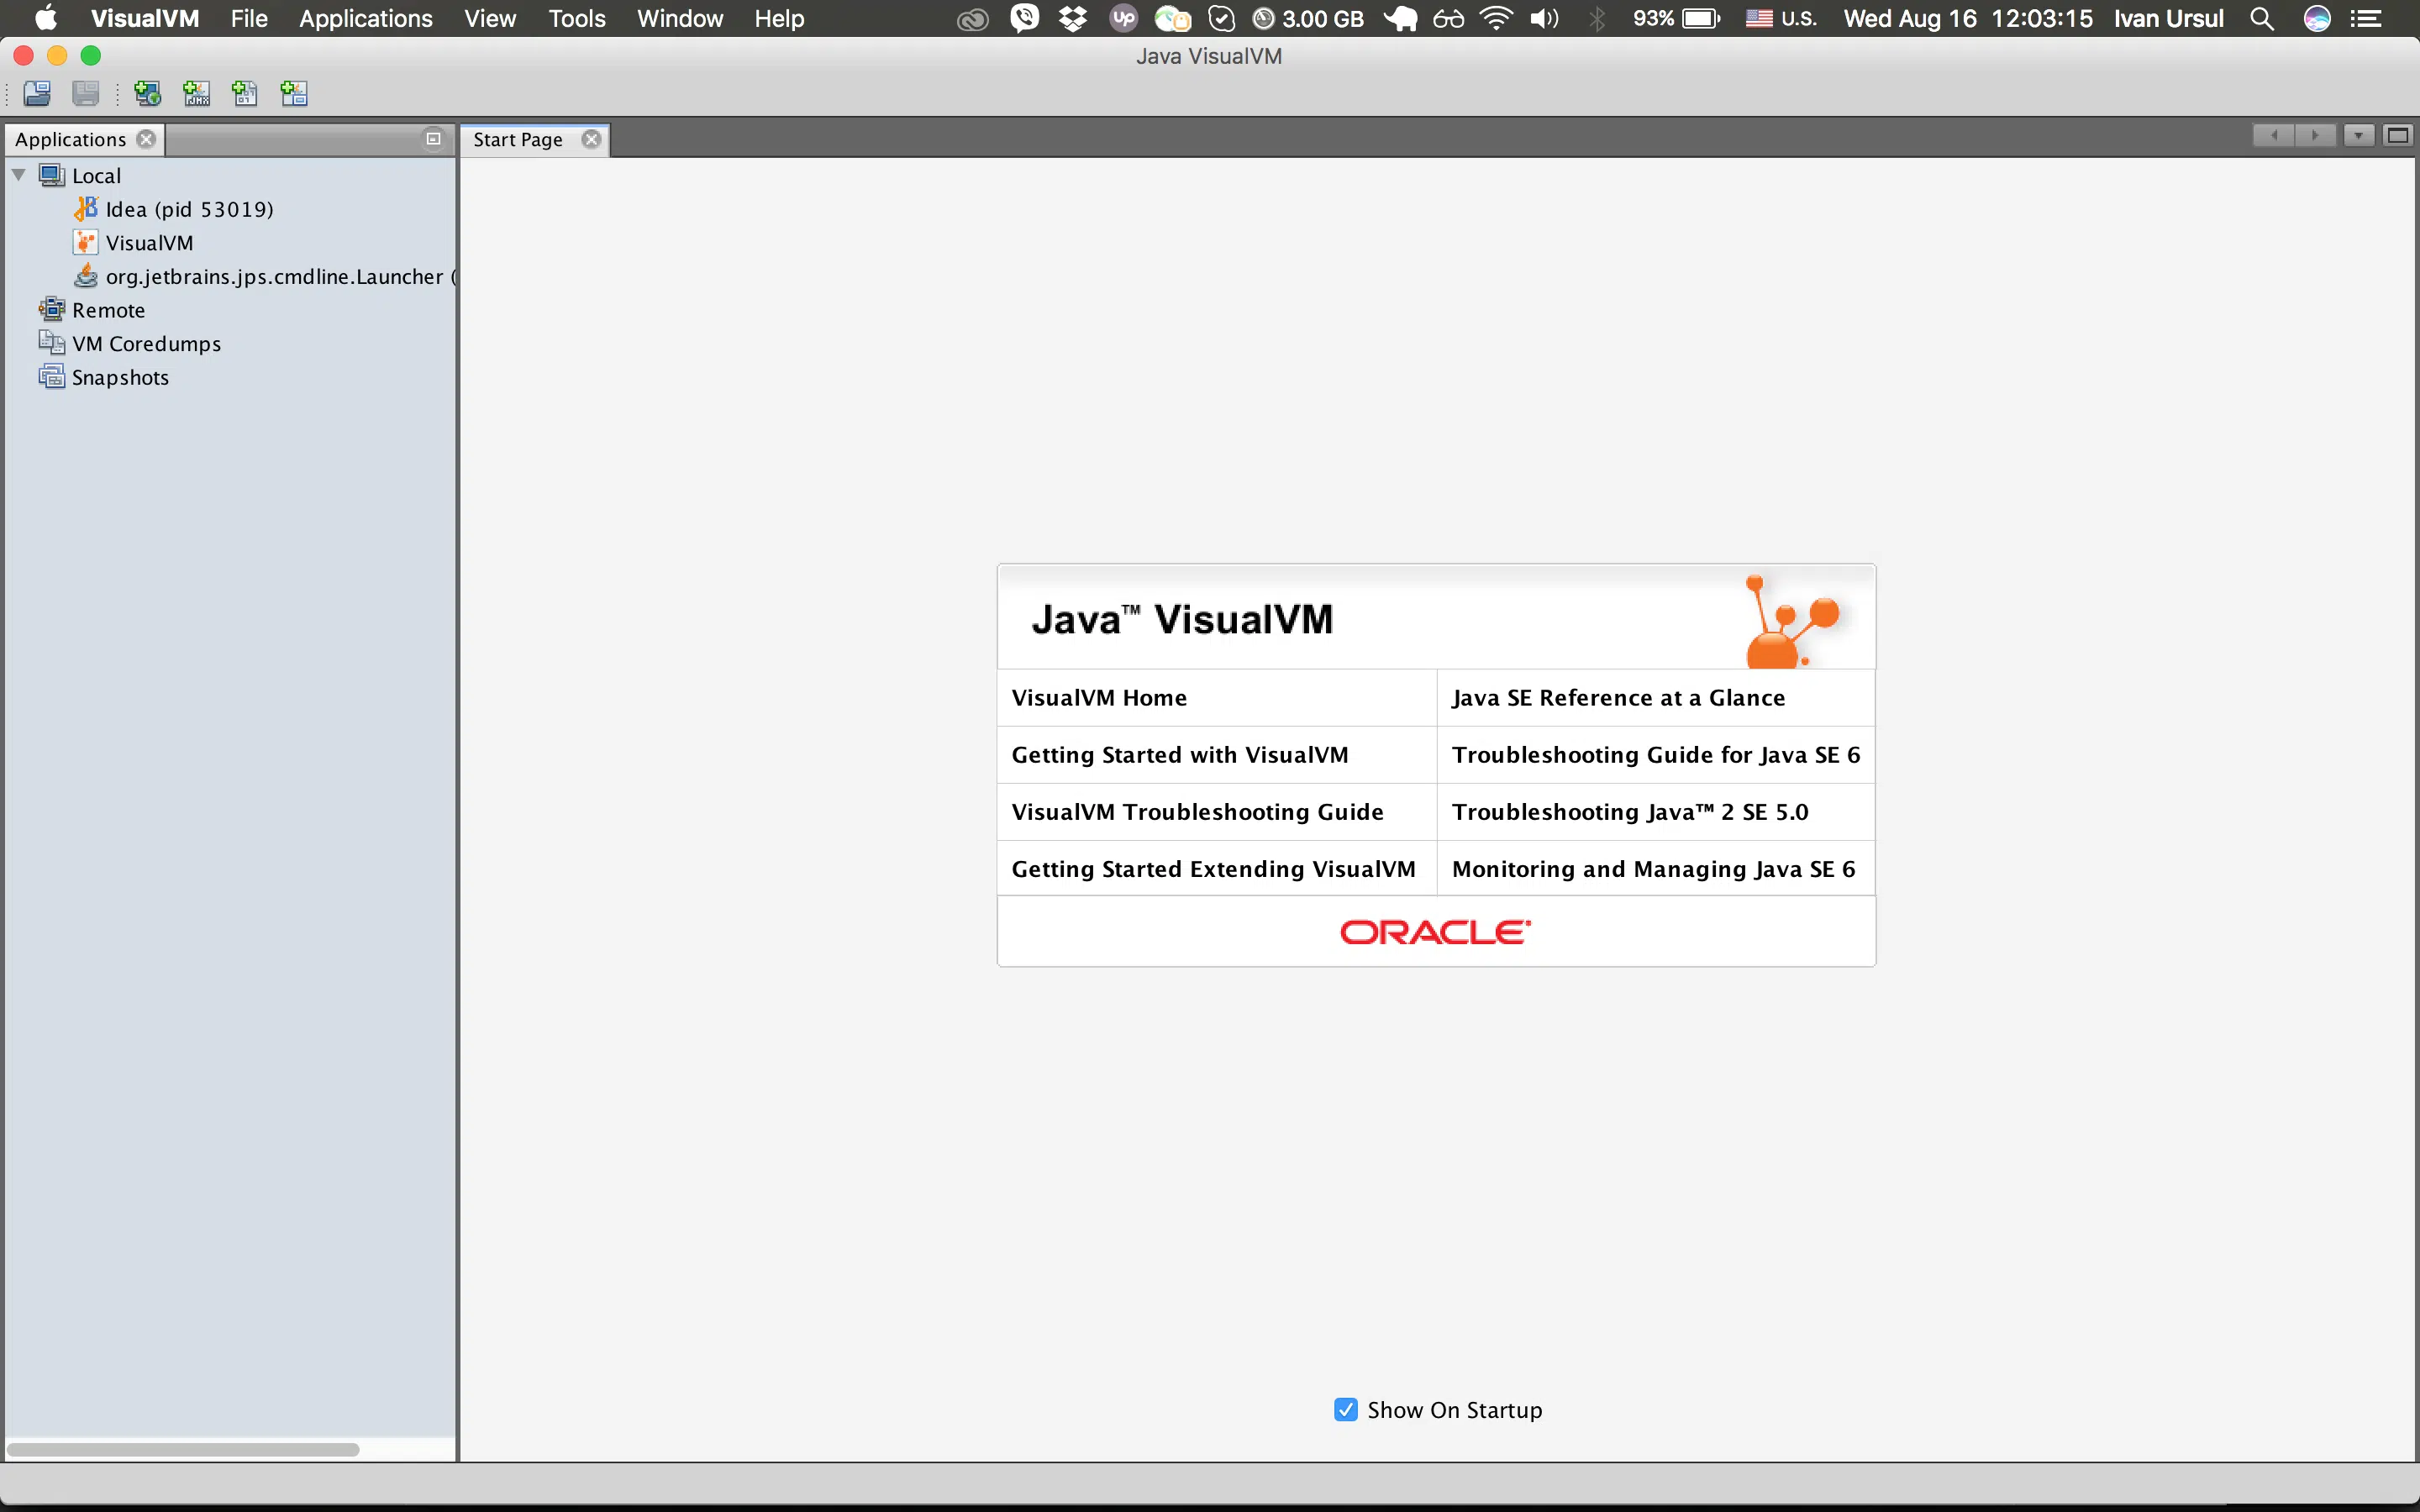 VisualVM File Applications View Tools Window Help Up 3.00 GB 93% U.S. Wed Aug 16 12:03:15 Ivan Ursul
Java VisualVM
Applications
Start Page
Local
Idea (pid 53019)
VisualVM
org.jetbrains.jps.cmdline.Launcher (
Remote
VM Coredumps
Snapshots
Java™ VisualVM
VisualVM Home
Java SE Reference at a Glance
Getting Started with VisualVM
Troubleshooting Guide for Java SE 6
VisualVM Troubleshooting Guide
Troubleshooting Java™ 2 SE 5.0
Getting Started Extending VisualVM
Monitoring and Managing Java SE 6
ORACLE
Show On Startup